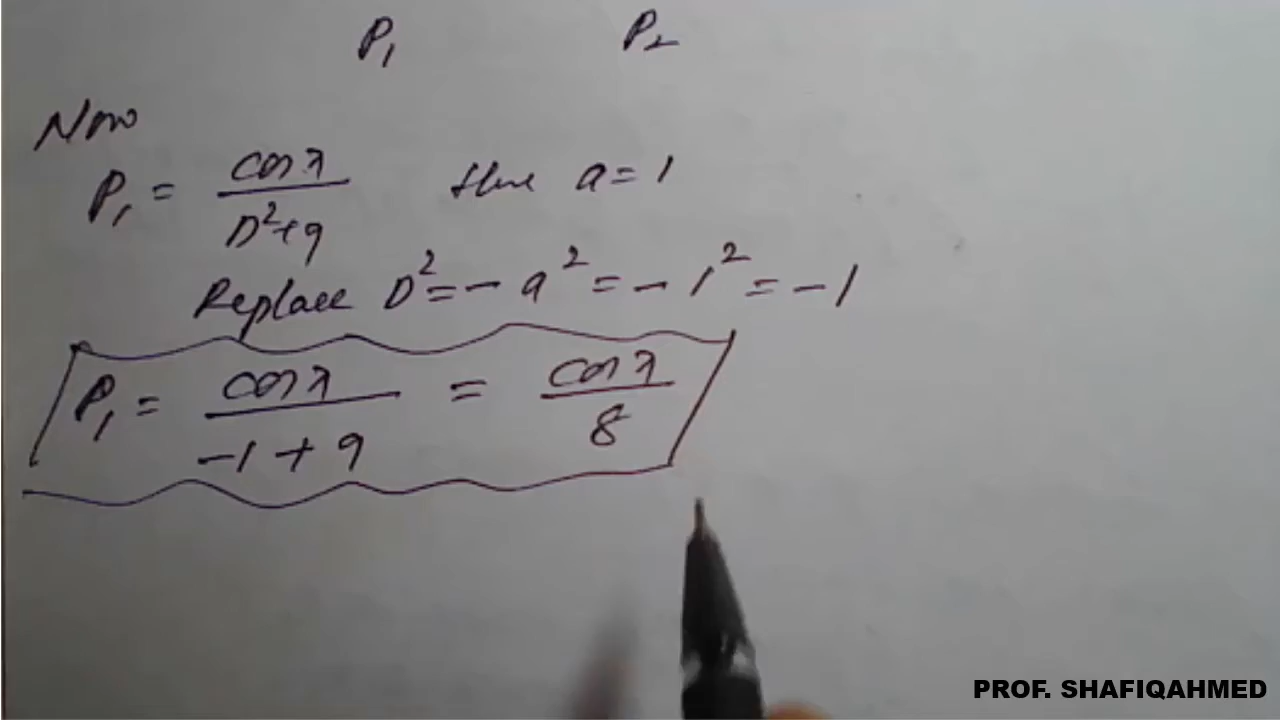 P₁ P₂
Now
P₁ = cos x / D²+9 Here a = 1
Replace D² = - a² = - 1² = -1
P₁ = cos x / -1 + 9 = cos x / 8
PROF. SHAFIQAHMED